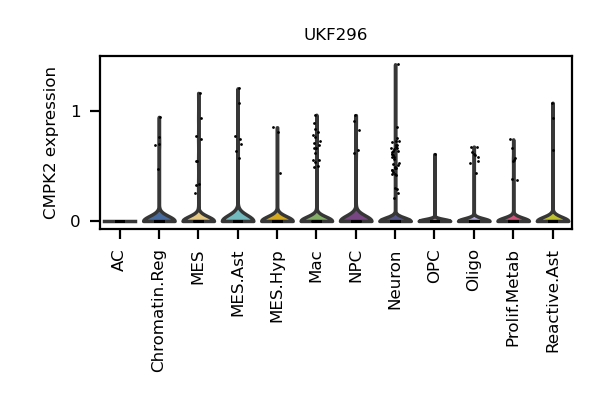 UKF296
CMPK2 expression
1
0
AC
Chromatin.Reg
MES
MES.Ast
MES.Hyp
Mac
NPC
Neuron
OPC
Oligo
Prolif.Metab
Reactive.Ast